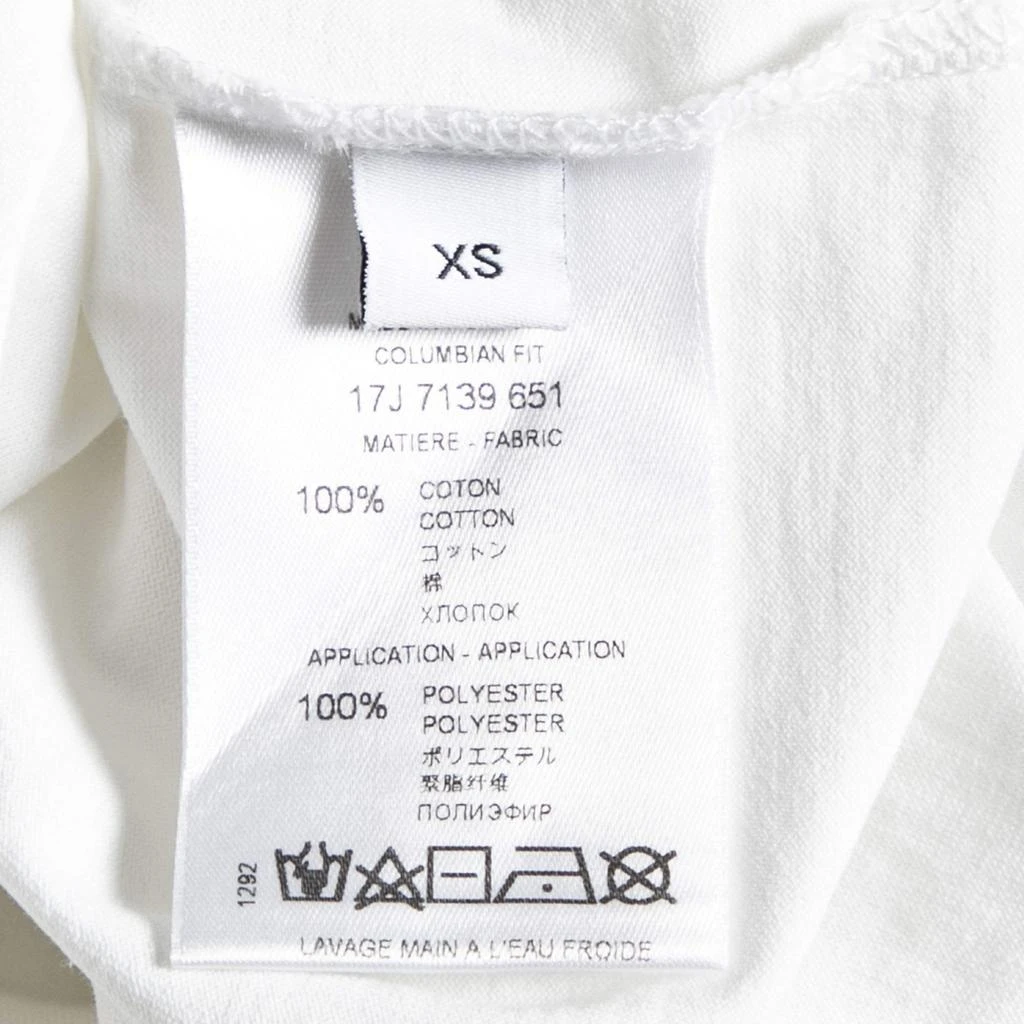 XS
COLUMBIAN FIT
17J 7139 651
MATIERE - FABRIC
100% COTON
COTTON
コットン
棉
ХЛОПОК
APPLICATION - APPLICATION
100% POLYESTER
POLYESTER
ポリエステル
聚脂纤维
ПОЛИЭФИР
1292
LAVAGE MAIN A L'EAU FROIDE